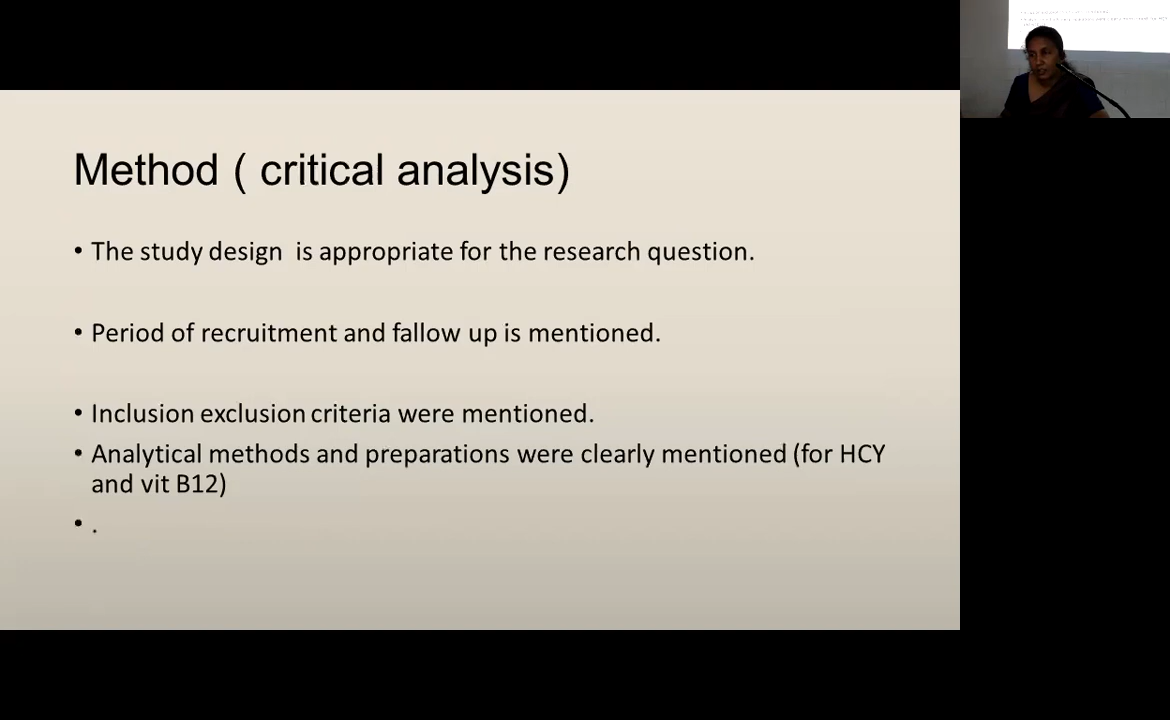 Method ( critical analysis)
• The study design is appropriate for the research question.
• Period of recruitment and fallow up is mentioned.
• Inclusion exclusion criteria were mentioned.
• Analytical methods and preparations were clearly mentioned (for HCY
and vit B12)
• .